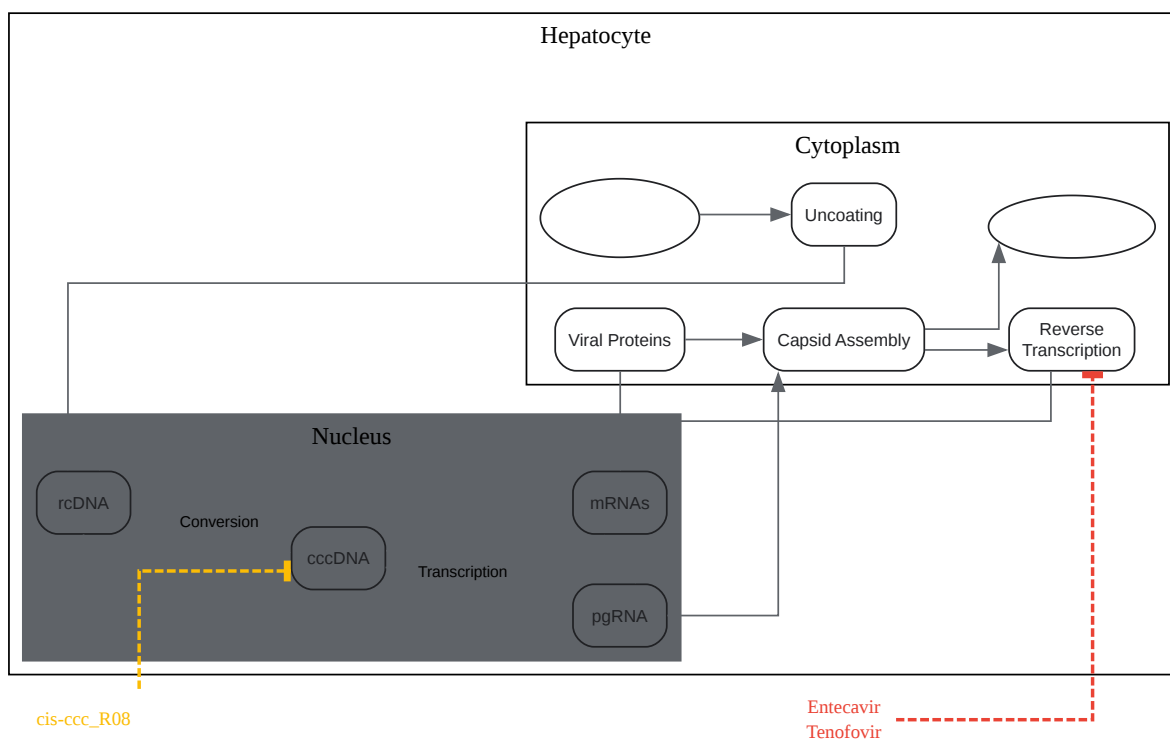 Hepatocyte
Cytoplasm
Uncoating
Viral Proteins
Capsid Assembly
Reverse
Transcription
Nucleus
rcDNA
Conversion
cccDNA
Transcription
mRNAs
pgRNA
cis-ccc_R08
Entecavir
Tenofovir